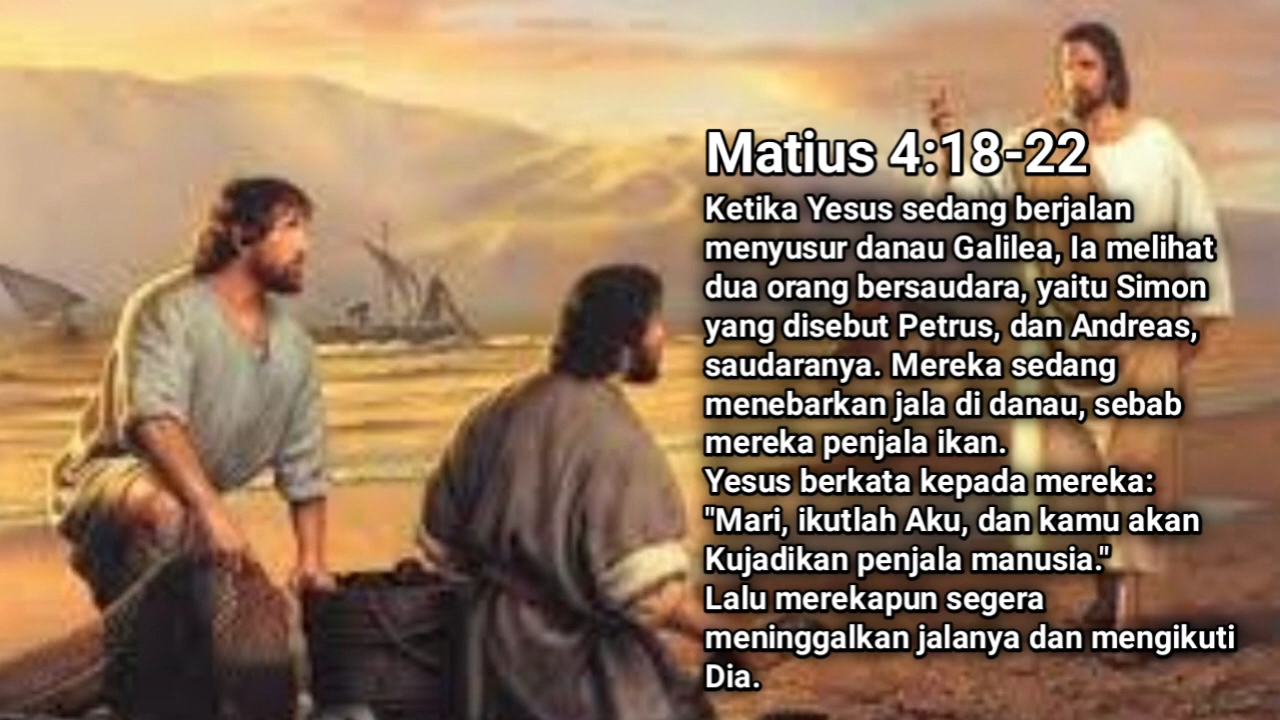 Matius 4:18-22
Ketika Yesus sedang berjalan
menyusur danau Galilea, Ia melihat
dua orang bersaudara, yaitu Simon
yang disebut Petrus, dan Andreas,
saudaranya. Mereka sedang
menebarkan jala di danau, sebab
mereka penjala ikan.
Yesus berkata kepada mereka:
"Mari, ikutlah Aku, dan kamu akan
Kujadikan penjala manusia."
Lalu merekapun segera
meninggalkan jalanya dan mengikuti
Dia.